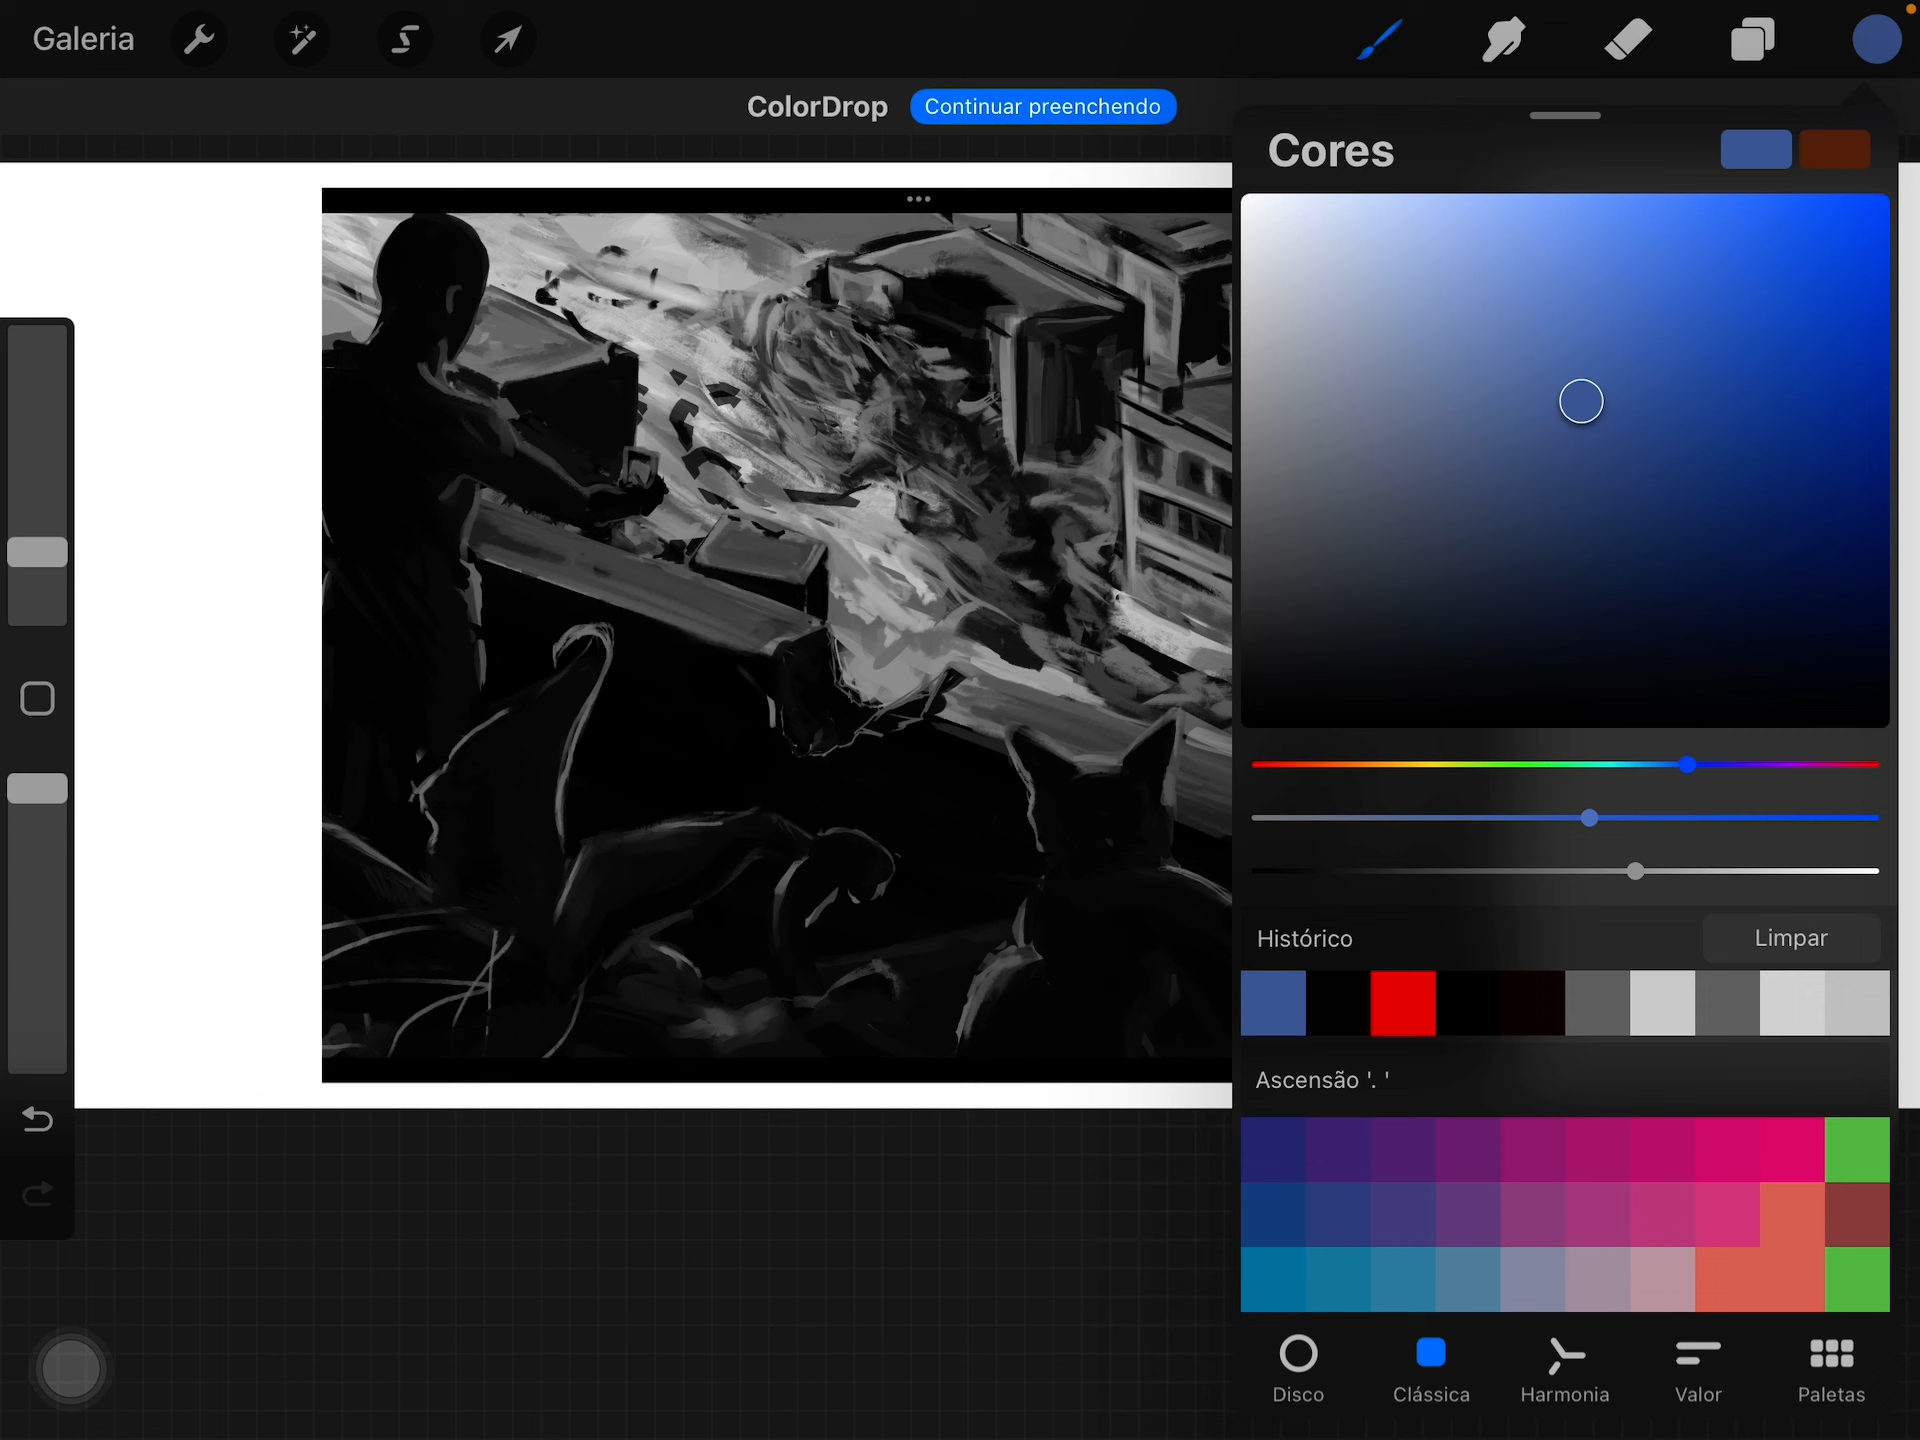 Galeria
ColorDrop
Continuar preenchendo
Cores
Histórico
Limpar
Ascensão '. '
Disco
Clássica
Harmonia
Valor
Paletas